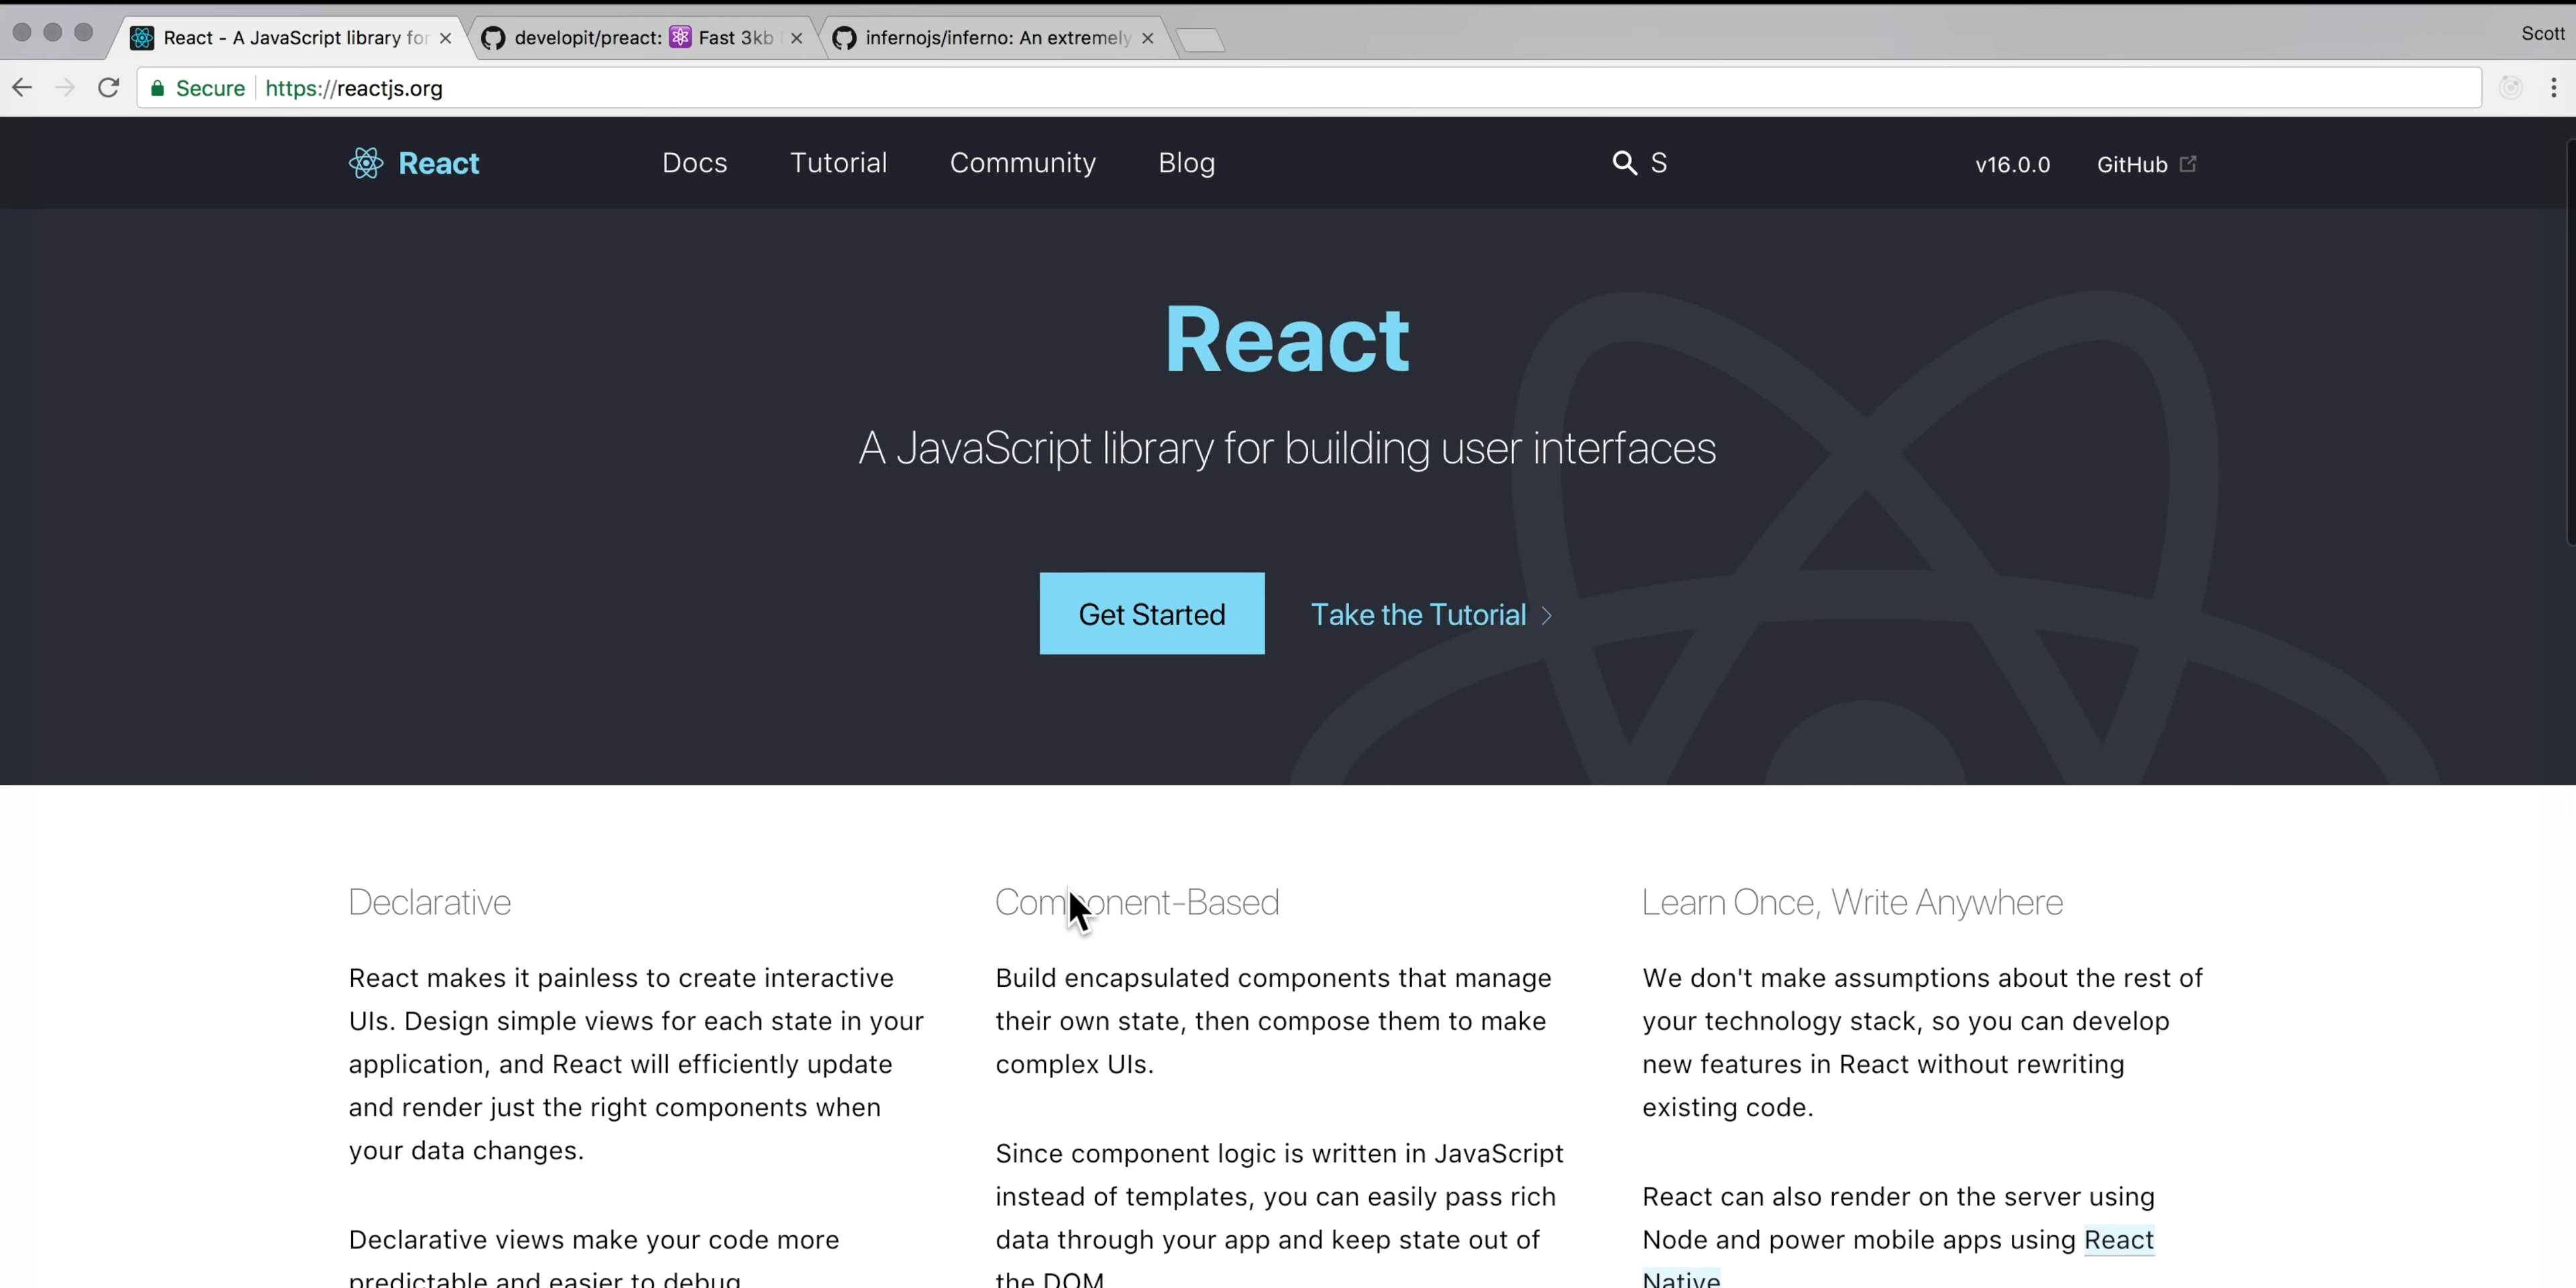 React - A JavaScript library for
developit/preact: ⚛ Fast 3kb
infernojs/inferno: An extremely
Scott
Secure https://reactjs.org
React Docs Tutorial Community Blog S v16.0.0 GitHub
React
A JavaScript library for building user interfaces
Get Started Take the Tutorial
Declarative
React makes it painless to create interactive
UIs. Design simple views for each state in your
application, and React will efficiently update
and render just the right components when
your data changes.
Declarative views make your code more
predictable and easier to debug
Component-Based
Build encapsulated components that manage
their own state, then compose them to make
complex UIs.
Since component logic is written in JavaScript
instead of templates, you can easily pass rich
data through your app and keep state out of
the DOM
Learn Once, Write Anywhere
We don't make assumptions about the rest of
your technology stack, so you can develop
new features in React without rewriting
existing code.
React can also render on the server using
Node and power mobile apps using React
Native